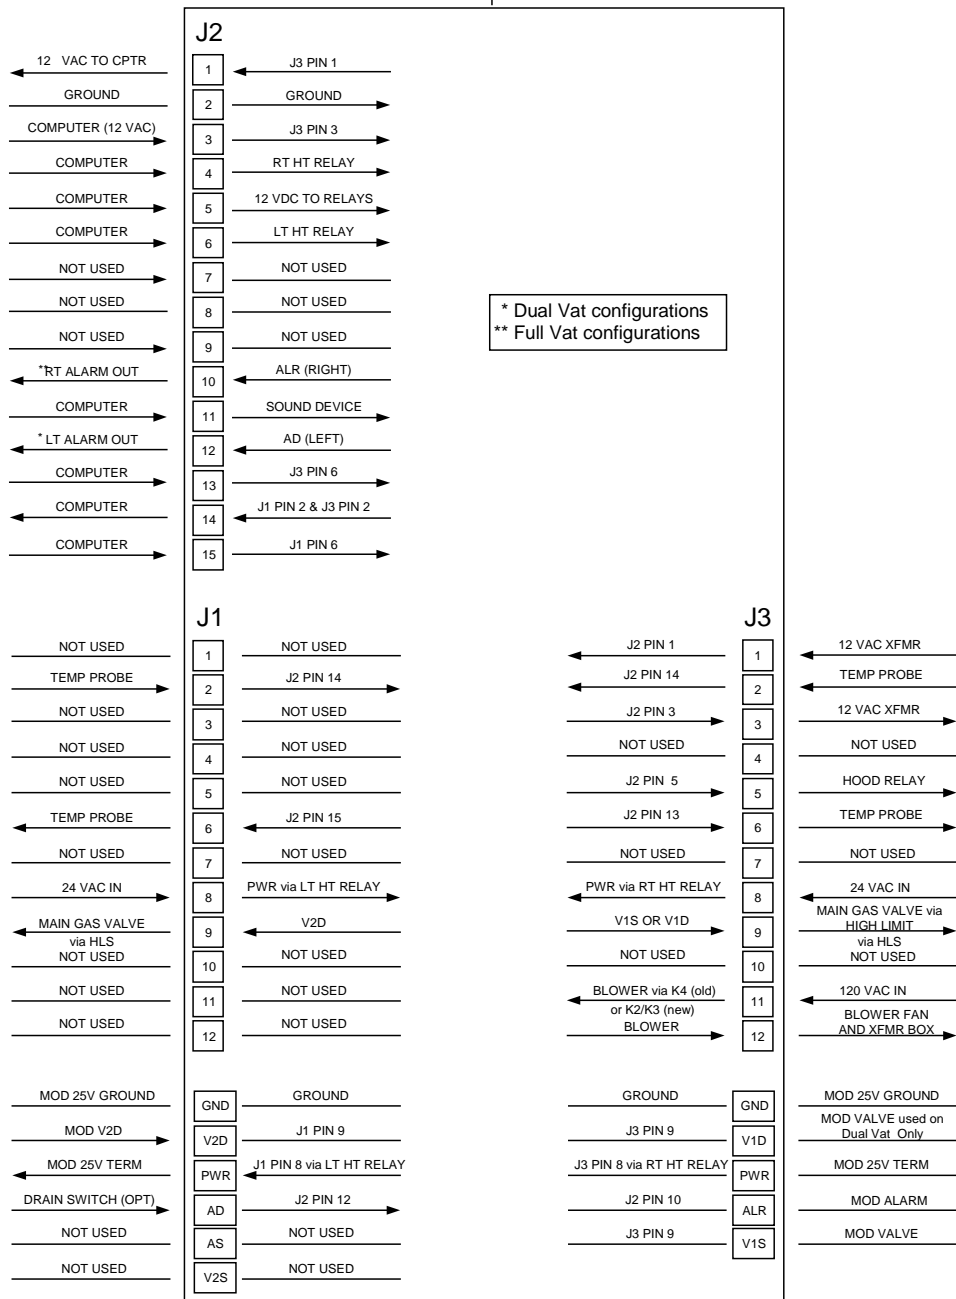 J2
12 VAC TO CPTR 1 J3 PIN 1
GROUND 2 GROUND
COMPUTER (12 VAC) 3 J3 PIN 3
COMPUTER 4 RT HT RELAY
COMPUTER 5 12 VDC TO RELAYS
COMPUTER 6 LT HT RELAY
NOT USED 7 NOT USED
NOT USED 8 NOT USED
NOT USED 9 NOT USED
**RT ALARM OUT 10 ALR (RIGHT)
COMPUTER 11 SOUND DEVICE
* LT ALARM OUT 12 AD (LEFT)
COMPUTER 13 J3 PIN 6
COMPUTER 14 J1 PIN 2 & J3 PIN 2
COMPUTER 15 J1 PIN 6
* Dual Vat configurations
** Full Vat configurations
J1
NOT USED 1 NOT USED
TEMP PROBE 2 J2 PIN 14
NOT USED 3 NOT USED
NOT USED 4 NOT USED
NOT USED 5 NOT USED
TEMP PROBE 6 J2 PIN 15
NOT USED 7 NOT USED
24 VAC IN 8 PWR via LT HT RELAY
MAIN GAS VALVE 9 V2D
via HLS
NOT USED 10 NOT USED
NOT USED 11 NOT USED
NOT USED 12 NOT USED
J3
J2 PIN 1 1 12 VAC XFMR
J2 PIN 14 2 TEMP PROBE
J2 PIN 3 3 12 VAC XFMR
NOT USED 4 NOT USED
J2 PIN 5 5 HOOD RELAY
J2 PIN 13 6 TEMP PROBE
NOT USED 7 NOT USED
PWR via RT HT RELAY 8 24 VAC IN
V1S OR V1D 9 MAIN GAS VALVE via
HIGH LIMIT
via HLS
NOT USED 10 NOT USED
BLOWER via K4 (old) 11 120 VAC IN
or K2/K3 (new)
BLOWER 12 BLOWER FAN
AND XFMR BOX
MOD 25V GROUND GND GROUND
MOD V2D V2D J1 PIN 9
MOD 25V TERM PWR J1 PIN 8 via LT HT RELAY
DRAIN SWITCH (OPT) AD J2 PIN 12
NOT USED AS NOT USED
NOT USED V2S NOT USED
GROUND GND MOD 25V GROUND
J3 PIN 9 V1D MOD VALVE used on
Dual Vat Only
J3 PIN 8 via RT HT RELAY PWR MOD 25V TERM
J2 PIN 10 ALR MOD ALARM
J3 PIN 9 V1S MOD VALVE